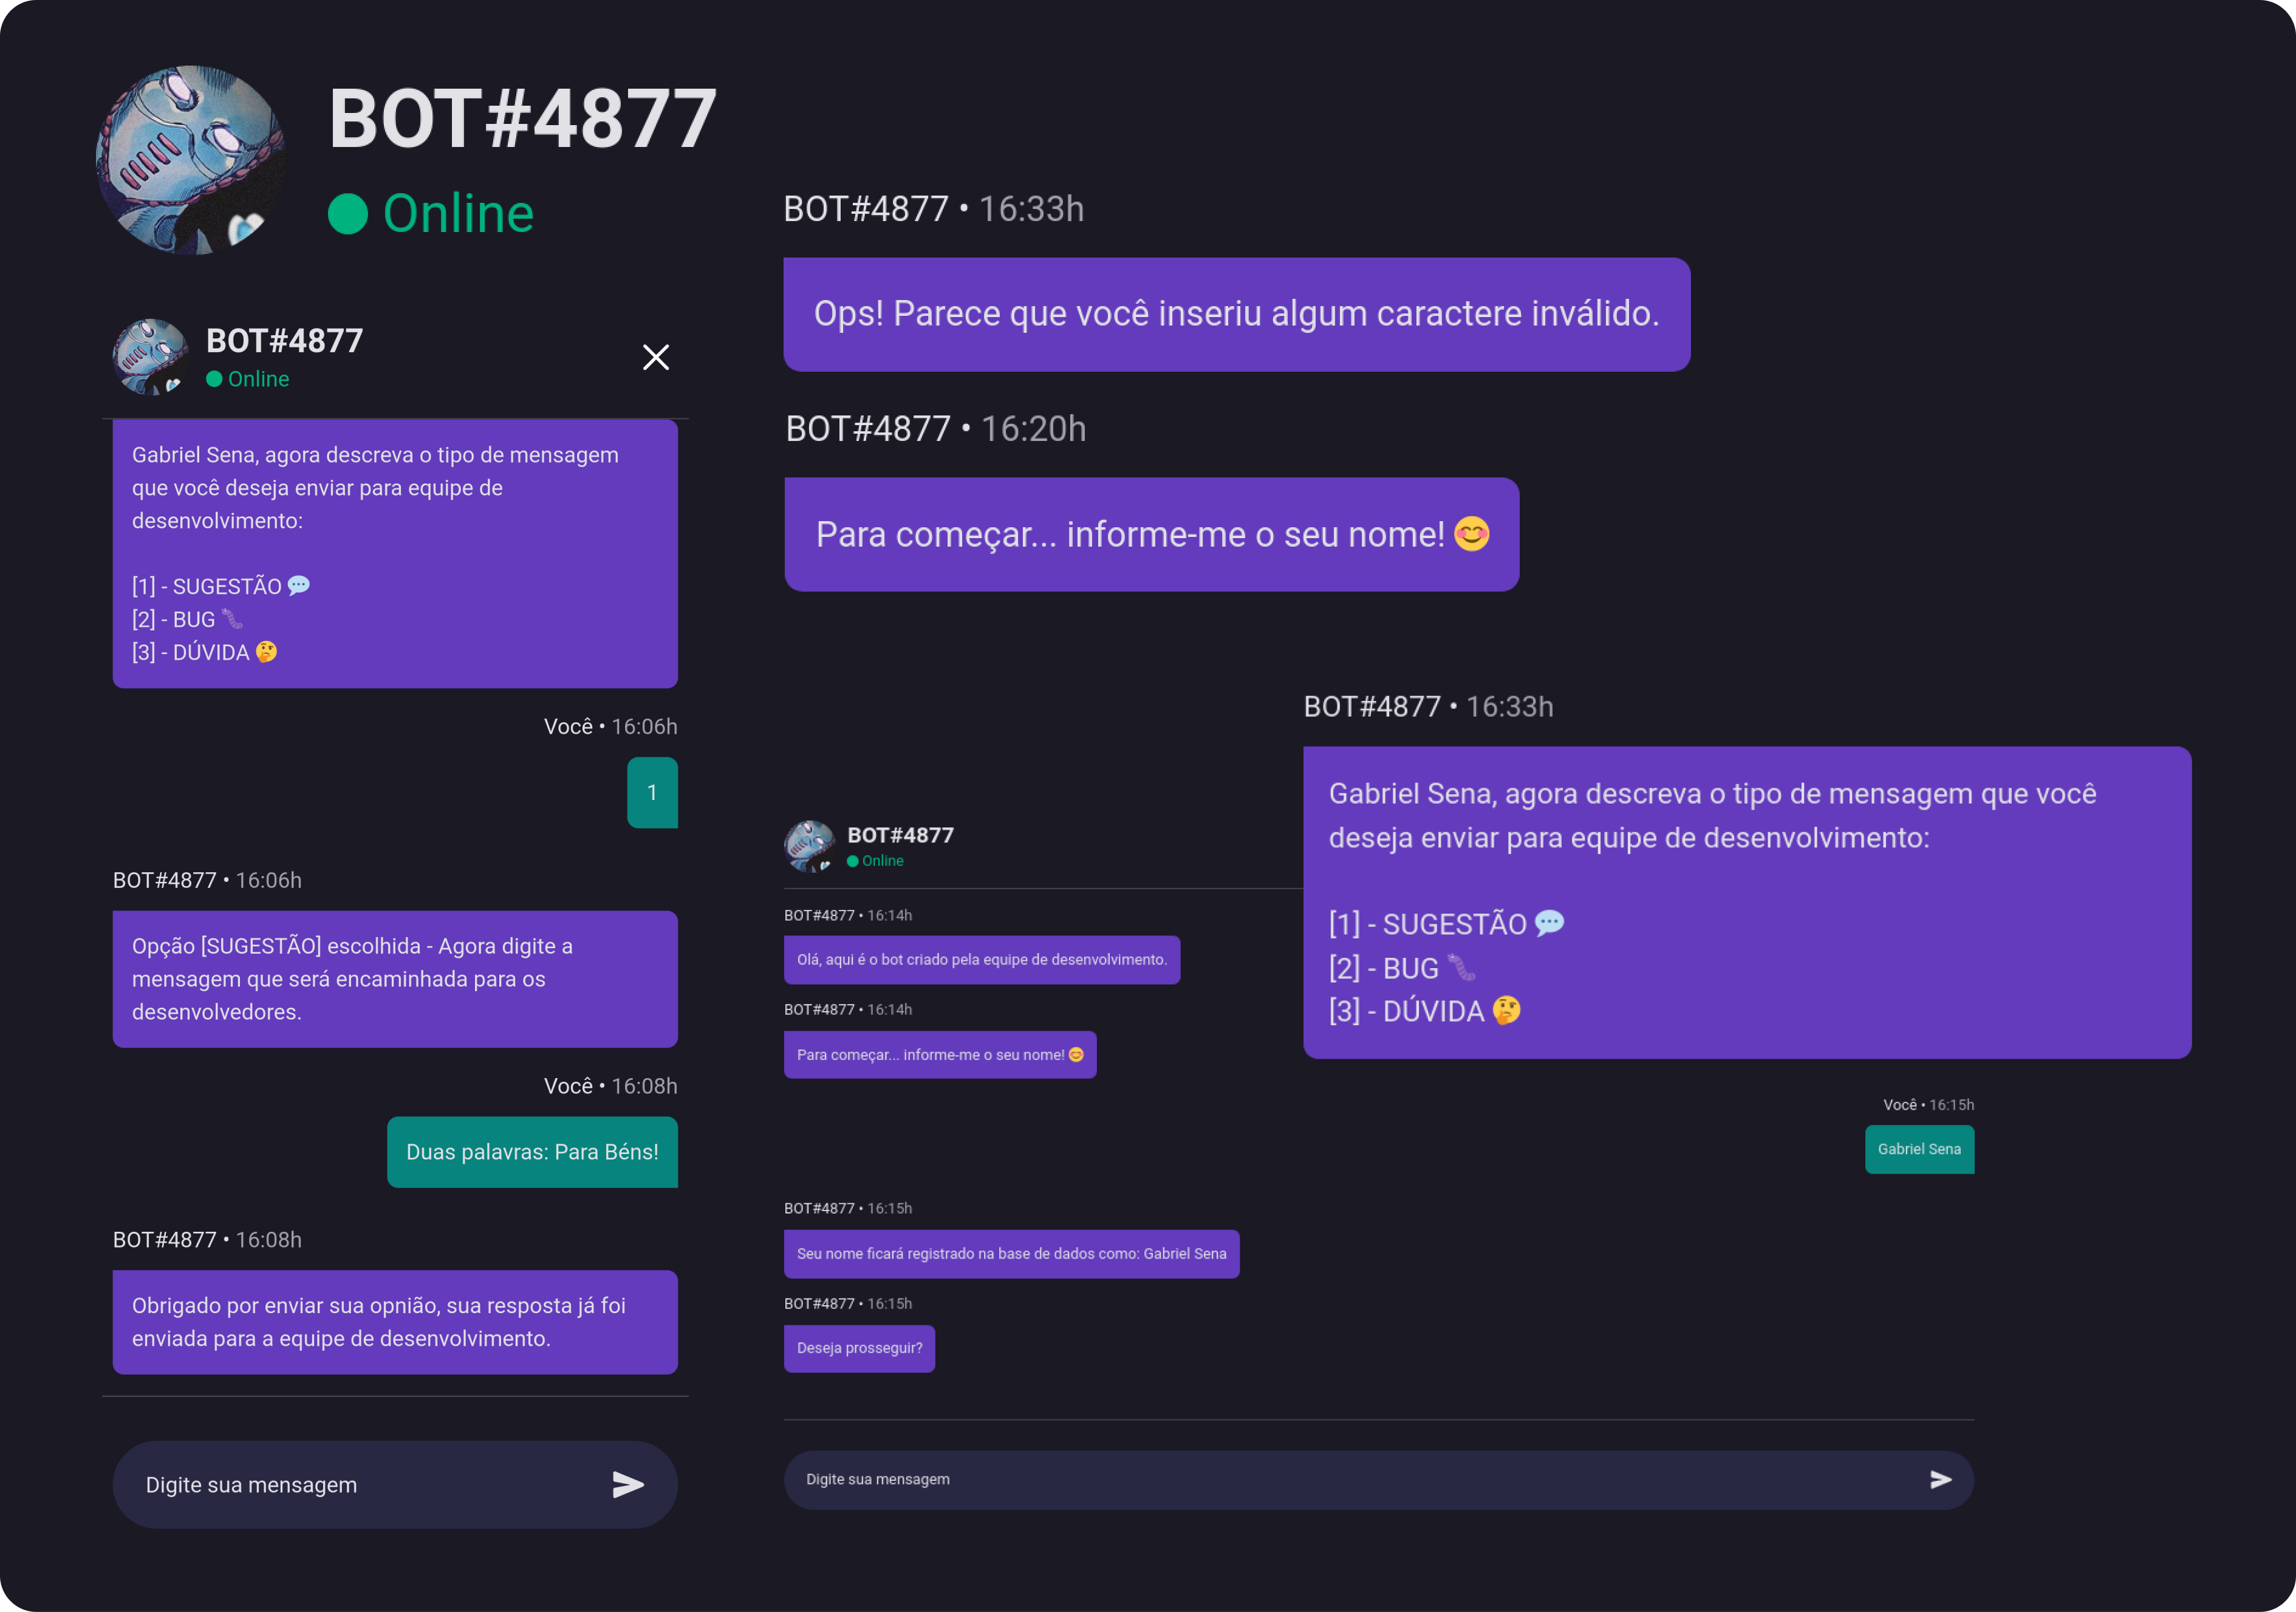 BOT#4877
Online
BOT#4877
Online
Gabriel Sena, agora descreva o tipo de mensagem
que você deseja enviar para equipe de
desenvolvimento:
[1] - SUGESTÃO 💬
[2] - BUG 🐛
[3] - DÚVIDA 🤔
Você • 16:06h
1
BOT#4877 • 16:06h
Opção [SUGESTÃO] escolhida - Agora digite a
mensagem que será encaminhada para os
desenvolvedores.
Você • 16:08h
Duas palavras: Para Béns!
BOT#4877 • 16:08h
Obrigado por enviar sua opnião, sua resposta já foi
enviada para a equipe de desenvolvimento.
Digite sua mensagem
BOT#4877 • 16:33h
Ops! Parece que você inseriu algum caractere inválido.
BOT#4877 • 16:20h
Para começar... informe-me o seu nome! 😊
BOT#4877 • 16:33h
Gabriel Sena, agora descreva o tipo de mensagem que você
deseja enviar para equipe de desenvolvimento:
[1] - SUGESTÃO 💬
[2] - BUG 🐛
[3] - DÚVIDA 🤔
BOT#4877
Online
BOT#4877 • 16:14h
Olá, aqui é o bot criado pela equipe de desenvolvimento.
BOT#4877 • 16:14h
Para começar... informe-me o seu nome! 😊
Você • 16:15h
Gabriel Sena
BOT#4877 • 16:15h
Seu nome ficará registrado na base de dados como: Gabriel Sena
BOT#4877 • 16:15h
Deseja prosseguir?
Digite sua mensagem